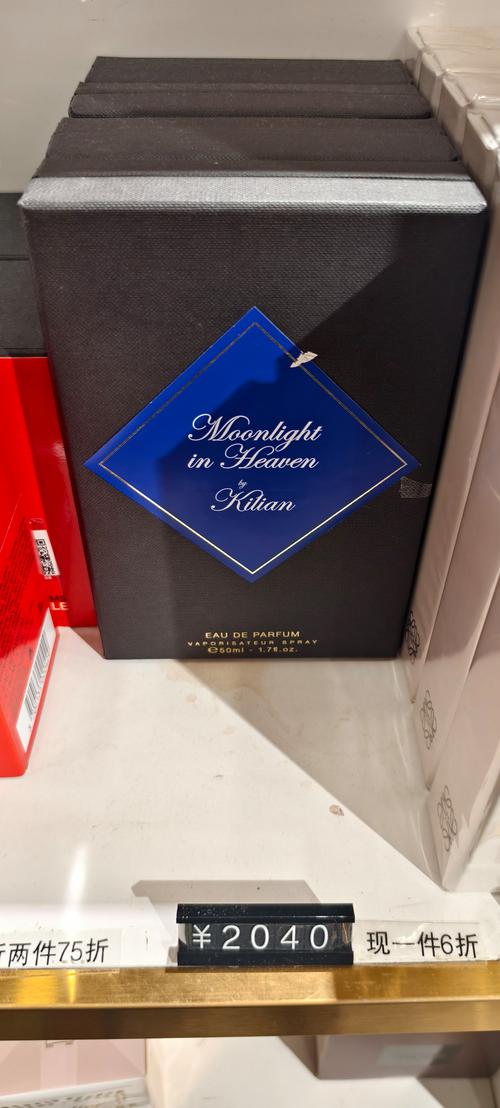 Moonlight
in Heaven
by
Kilian
EAU DE PARFUM
VAPORISATEUR SPRAY
℮50ml - 1.7fl.oz.
LE
两件75折
¥2040
现一件6折